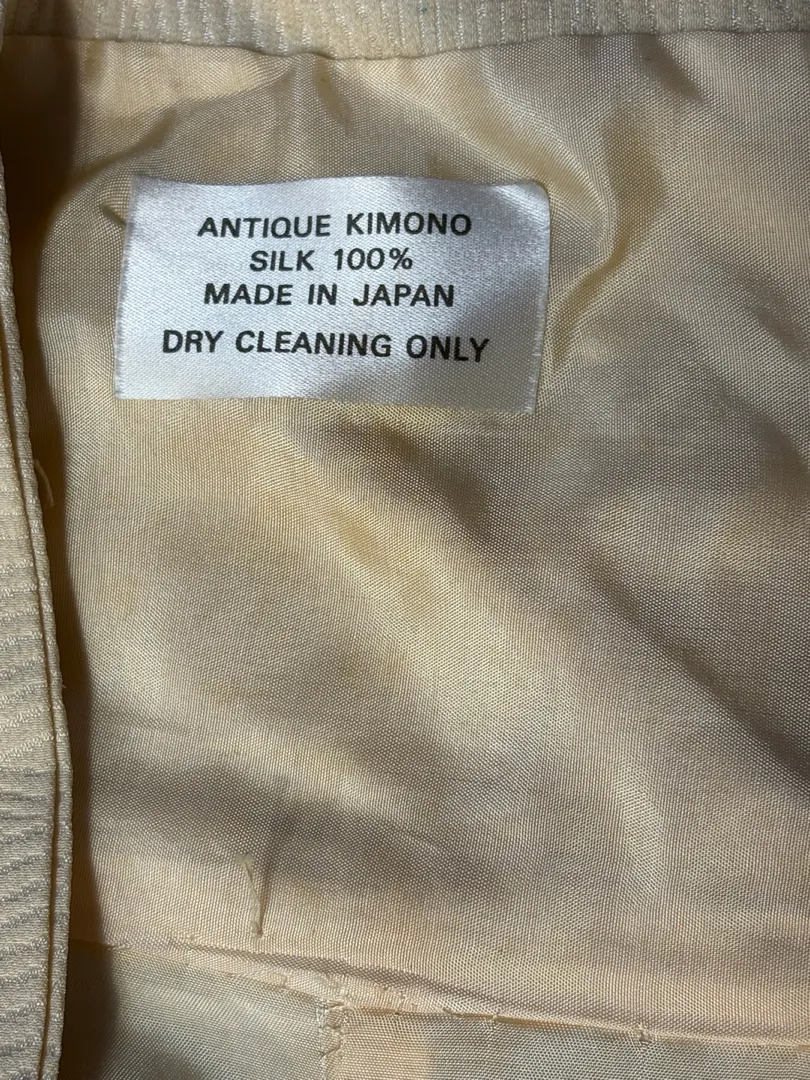 ANTIQUE KIMONO
SILK 100%
MADE IN JAPAN
DRY CLEANING ONLY